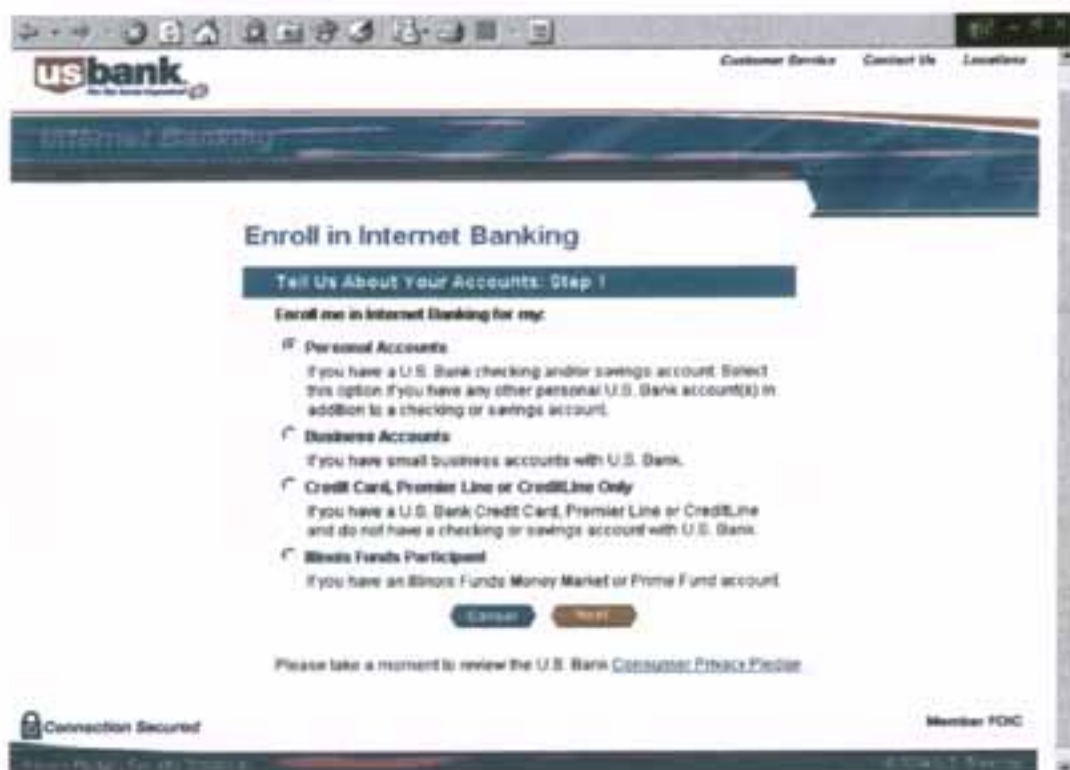 usbank
Customer Service Contact Us Locations
Internet Banking
Enroll in Internet Banking
Tell Us About Your Accounts: Step 1
Enroll me in Internet Banking for my:
Personal Accounts
If you have a U.S. Bank checking and/or savings account. Select
this option if you have any other personal U.S. Bank account(s) in
addition to a checking or savings account.
Business Accounts
If you have small business accounts with U.S. Bank.
Credit Card, Premier Line or CreditLine Only
If you have a U.S. Bank Credit Card, Premier Line or CreditLine
and do not have a checking or savings account with U.S. Bank.
Illinois Funds Participant
If you have an Illinois Funds Money Market or Prime Fund account
Cancel Next
Please take a moment to review the U.S. Bank Consumer Privacy Pledge
Connection Secured
Member FDIC